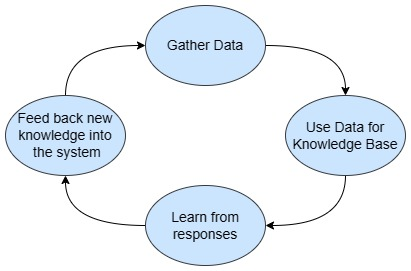 Gather Data
Use Data for
Knowledge Base
Learn from
responses
Feed back new
knowledge into
the system